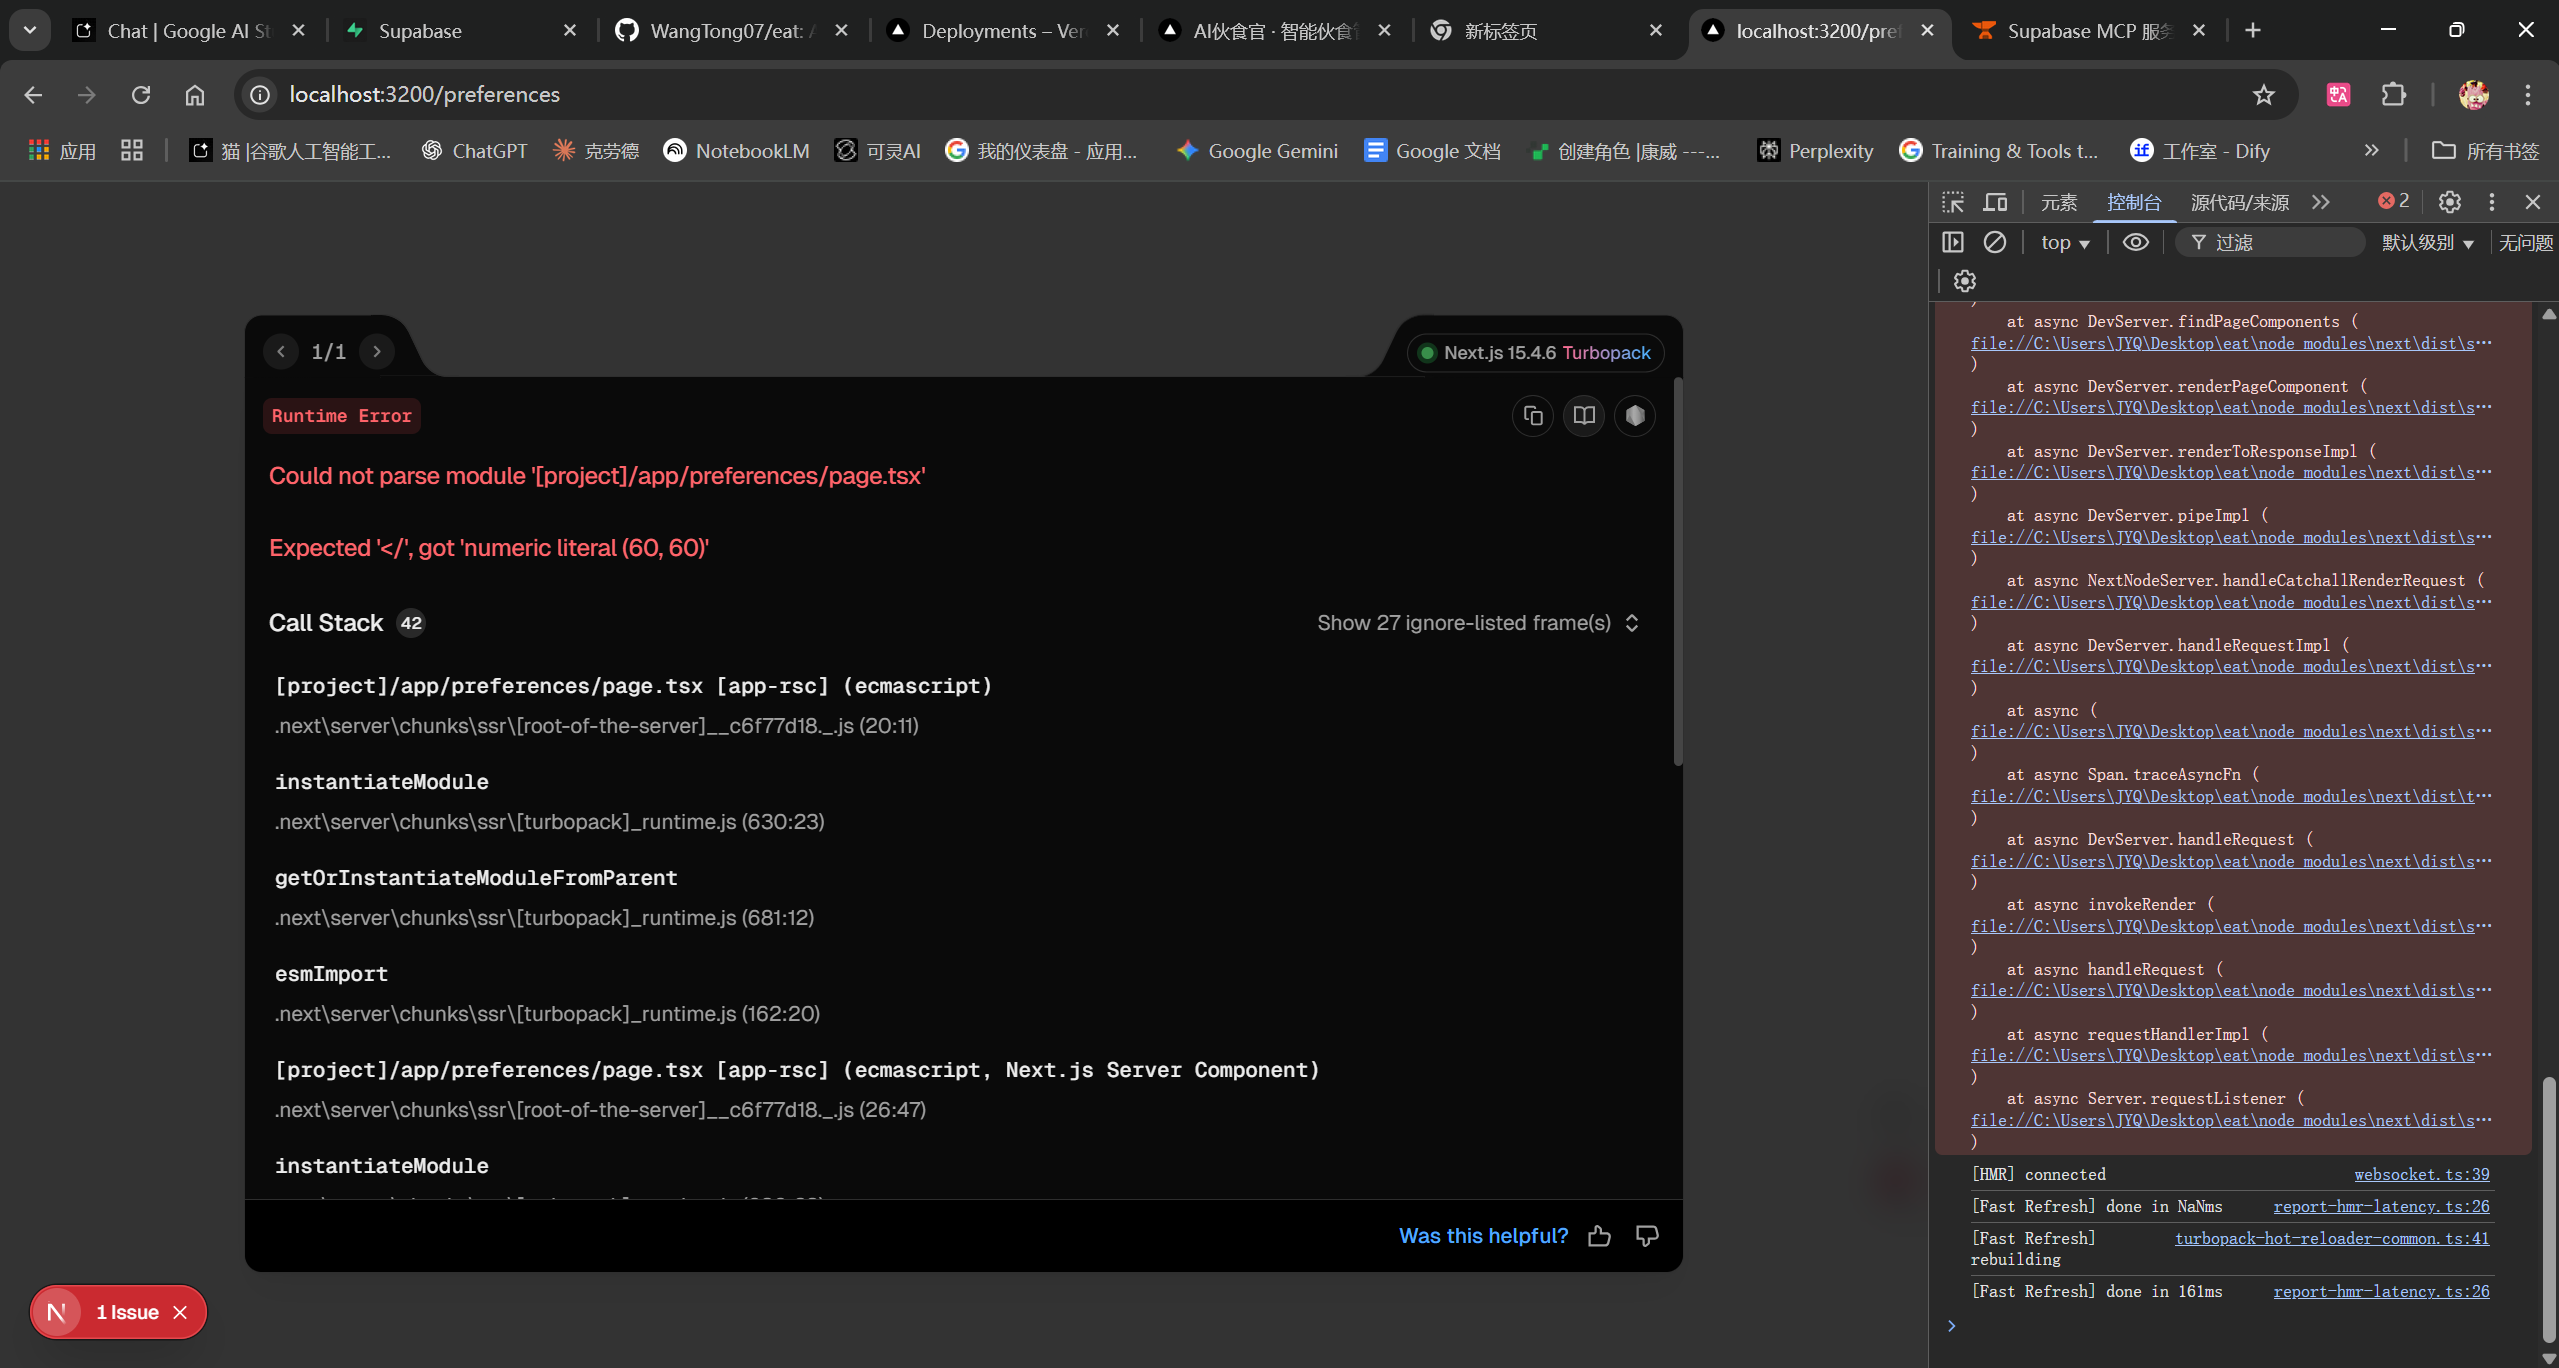 Chat | Google AI St
Supabase
WangTong07/eat: A
Deployments – Ver
AI伙食官 · 智能伙食管
新标签页
localhost:3200/pref
Supabase MCP 服务
localhost:3200/preferences
应用
猫 |谷歌人工智能工...
ChatGPT
克劳德
NotebookLM
可灵AI
我的仪表盘 - 应用...
Google Gemini
Google 文档
创建角色 |康威 ---...
Perplexity
Training & Tools t...
工作室 - Dify
所有书签
1/1
Next.js 15.4.6 Turbopack
Runtime Error
Could not parse module '[project]/app/preferences/page.tsx'
Expected '</', got 'numeric literal (60, 60)'
Call Stack 42
Show 27 ignore-listed frame(s)
[project]/app/preferences/page.tsx [app-rsc] (ecmascript)
.next\server\chunks\ssr\[root-of-the-server]__c6f77d18._.js (20:11)
instantiateModule
.next\server\chunks\ssr\[turbopack]_runtime.js (630:23)
getOrInstantiateModuleFromParent
.next\server\chunks\ssr\[turbopack]_runtime.js (681:12)
esmImport
.next\server\chunks\ssr\[turbopack]_runtime.js (162:20)
[project]/app/preferences/page.tsx [app-rsc] (ecmascript, Next.js Server Component)
.next\server\chunks\ssr\[root-of-the-server]__c6f77d18._.js (26:47)
instantiateModule
Was this helpful?
1 Issue
元素
控制台
源代码/来源
2
top
过滤
默认级别
无问题
)
at async DevServer.findPageComponents (
file://C:\Users\JYQ\Desktop\eat\node_modules\next\dist\s…
)
at async DevServer.renderPageComponent (
file://C:\Users\JYQ\Desktop\eat\node_modules\next\dist\s…
)
at async DevServer.renderToResponseImpl (
file://C:\Users\JYQ\Desktop\eat\node_modules\next\dist\s…
)
at async DevServer.pipeImpl (
file://C:\Users\JYQ\Desktop\eat\node_modules\next\dist\s…
)
at async NextNodeServer.handleCatchallRenderRequest (
file://C:\Users\JYQ\Desktop\eat\node_modules\next\dist\s…
)
at async DevServer.handleRequestImpl (
file://C:\Users\JYQ\Desktop\eat\node_modules\next\dist\s…
)
at async (
file://C:\Users\JYQ\Desktop\eat\node_modules\next\dist\s…
)
at async Span.traceAsyncFn (
file://C:\Users\JYQ\Desktop\eat\node_modules\next\dist\t…
)
at async DevServer.handleRequest (
file://C:\Users\JYQ\Desktop\eat\node_modules\next\dist\s…
)
at async invokeRender (
file://C:\Users\JYQ\Desktop\eat\node_modules\next\dist\s…
)
at async handleRequest (
file://C:\Users\JYQ\Desktop\eat\node_modules\next\dist\s…
)
at async requestHandlerImpl (
file://C:\Users\JYQ\Desktop\eat\node_modules\next\dist\s…
)
at async Server.requestListener (
file://C:\Users\JYQ\Desktop\eat\node_modules\next\dist\s…
)
[HMR] connected websocket.ts:39
[Fast Refresh] done in NaNms report-hmr-latency.ts:26
[Fast Refresh] turbopack-hot-reloader-common.ts:41
rebuilding
[Fast Refresh] done in 161ms report-hmr-latency.ts:26